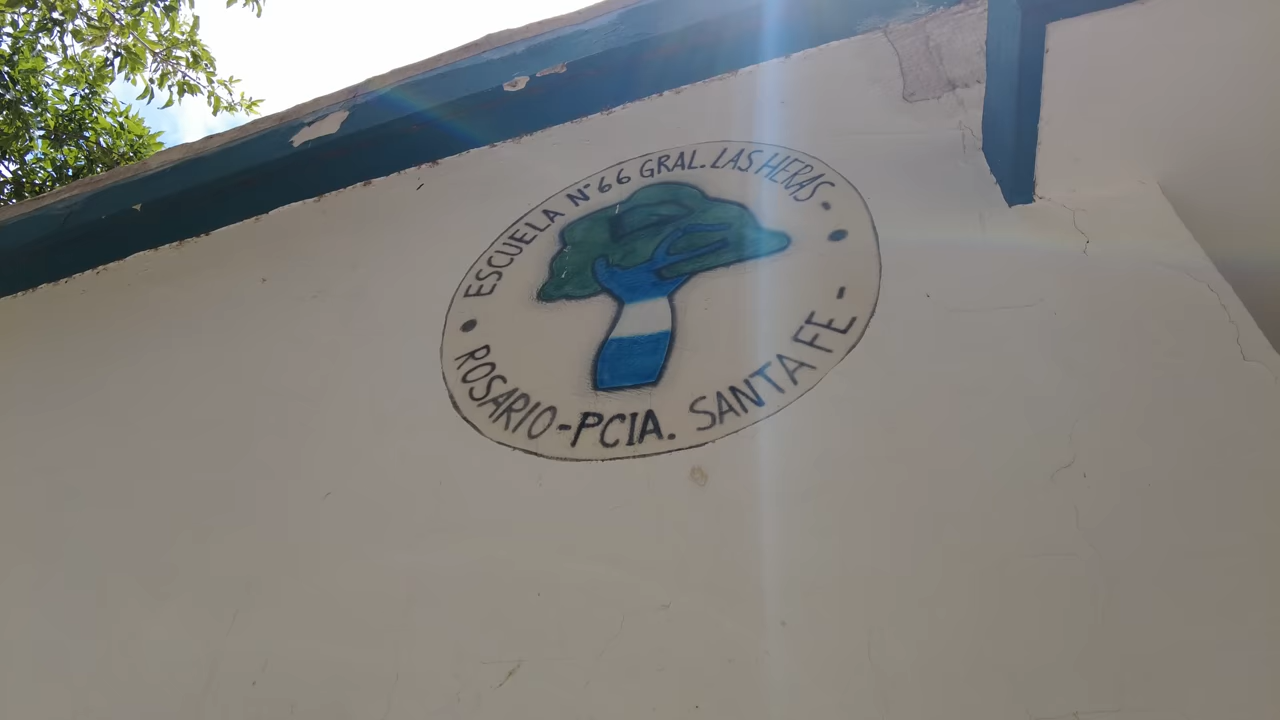 ESCUELA N° 66 GRAL. LAS HERAS
ROSARIO-PCIA. SANTA FE-